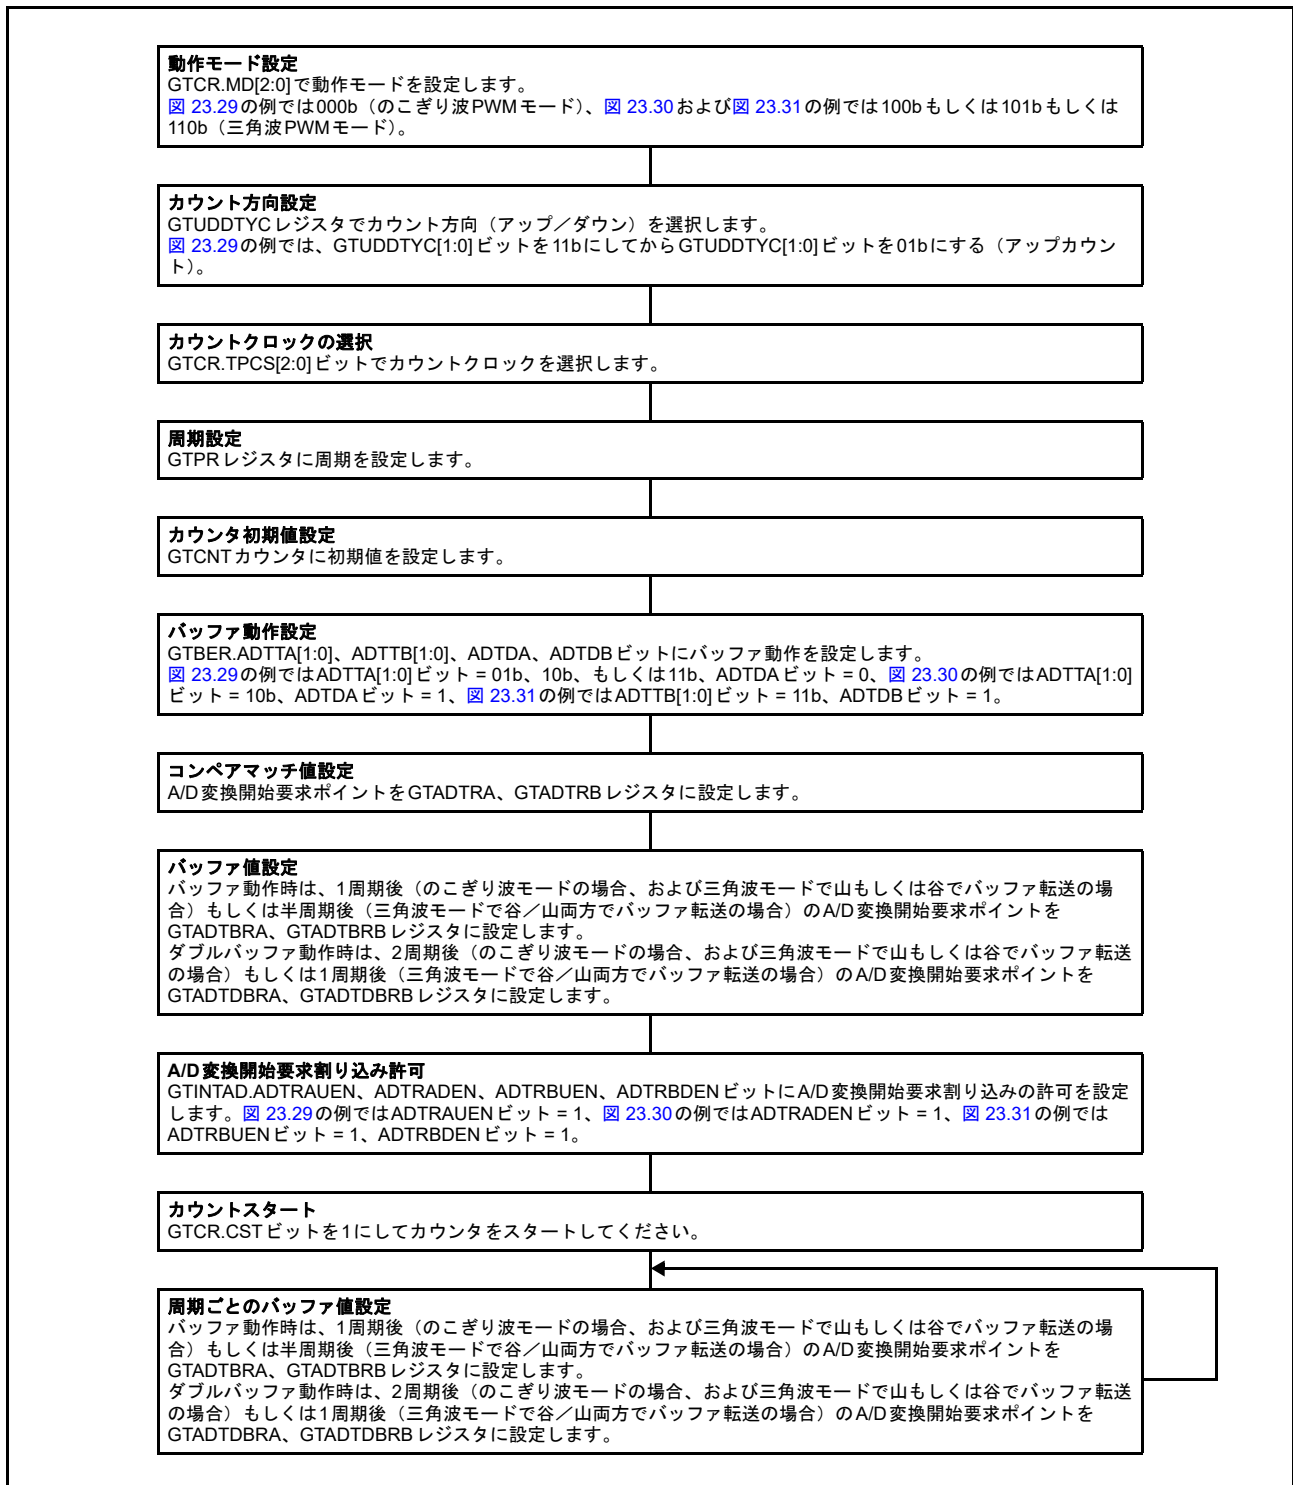 動作モード設定
GTCR.MD[2:0]で動作モードを設定します。
図 23.29の例では000b（のこぎり波PWMモード）、図 23.30および図 23.31の例では100bもしくは101bもしくは
110b（三角波PWMモード）。
カウント方向設定
GTUDDTYCレジスタでカウント方向（アップ／ダウン）を選択します。
図 23.29の例では、GTUDDTYC[1:0]ビットを11bにしてからGTUDDTYC[1:0]ビットを01bにする（アップカウン
ト）。
カウントクロックの選択
GTCR.TPCS[2:0]ビットでカウントクロックを選択します。
周期設定
GTPRレジスタに周期を設定します。
カウンタ初期値設定
GTCNTカウンタに初期値を設定します。
バッファ動作設定
GTBER.ADTTA[1:0]、ADTTB[1:0]、ADTDA、ADTDBビットにバッファ動作を設定します。
図 23.29の例ではADTTA[1:0]ビット = 01b、10b、もしくは11b、ADTDAビット = 0、図 23.30の例ではADTTA[1:0]
ビット = 10b、ADTDAビット = 1、図 23.31の例ではADTTB[1:0]ビット = 11b、ADTDBビット = 1。
コンペアマッチ値設定
A/D変換開始要求ポイントをGTADTRA、GTADTRBレジスタに設定します。
バッファ値設定
バッファ動作時は、1周期後（のこぎり波モードの場合、および三角波モードで山もしくは谷でバッファ転送の場
合）もしくは半周期後（三角波モードで谷／山両方でバッファ転送の場合）のA/D変換開始要求ポイントを
GTADTBRA、GTADTBRBレジスタに設定します。
ダブルバッファ動作時は、2周期後（のこぎり波モードの場合、および三角波モードで山もしくは谷でバッファ転送
の場合）もしくは1周期後（三角波モードで谷／山両方でバッファ転送の場合）のA/D変換開始要求ポイントを
GTADTDBRA、GTADTDBRBレジスタに設定します。
A/D変換開始要求割り込み許可
GTINTAD.ADTRAUEN、ADTRADEN、ADTRBUEN、ADTRBDENビットにA/D変換開始要求割り込みの許可を設定
します。図 23.29の例ではADTRAUENビット = 1、図 23.30の例ではADTRADENビット = 1、図 23.31の例では
ADTRBUENビット = 1、ADTRBDENビット = 1。
カウントスタート
GTCR.CSTビットを1にしてカウンタをスタートしてください。
周期ごとのバッファ値設定
バッファ動作時は、1周期後（のこぎり波モードの場合、および三角波モードで山もしくは谷でバッファ転送の場
合）もしくは半周期後（三角波モードで谷／山両方でバッファ転送の場合）のA/D変換開始要求ポイントを
GTADTBRA、GTADTBRBレジスタに設定します。
ダブルバッファ動作時は、2周期後（のこぎり波モードの場合、および三角波モードで山もしくは谷でバッファ転送
の場合）もしくは1周期後（三角波モードで谷／山両方でバッファ転送の場合）のA/D変換開始要求ポイントを
GTADTDBRA、GTADTDBRBレジスタに設定します。